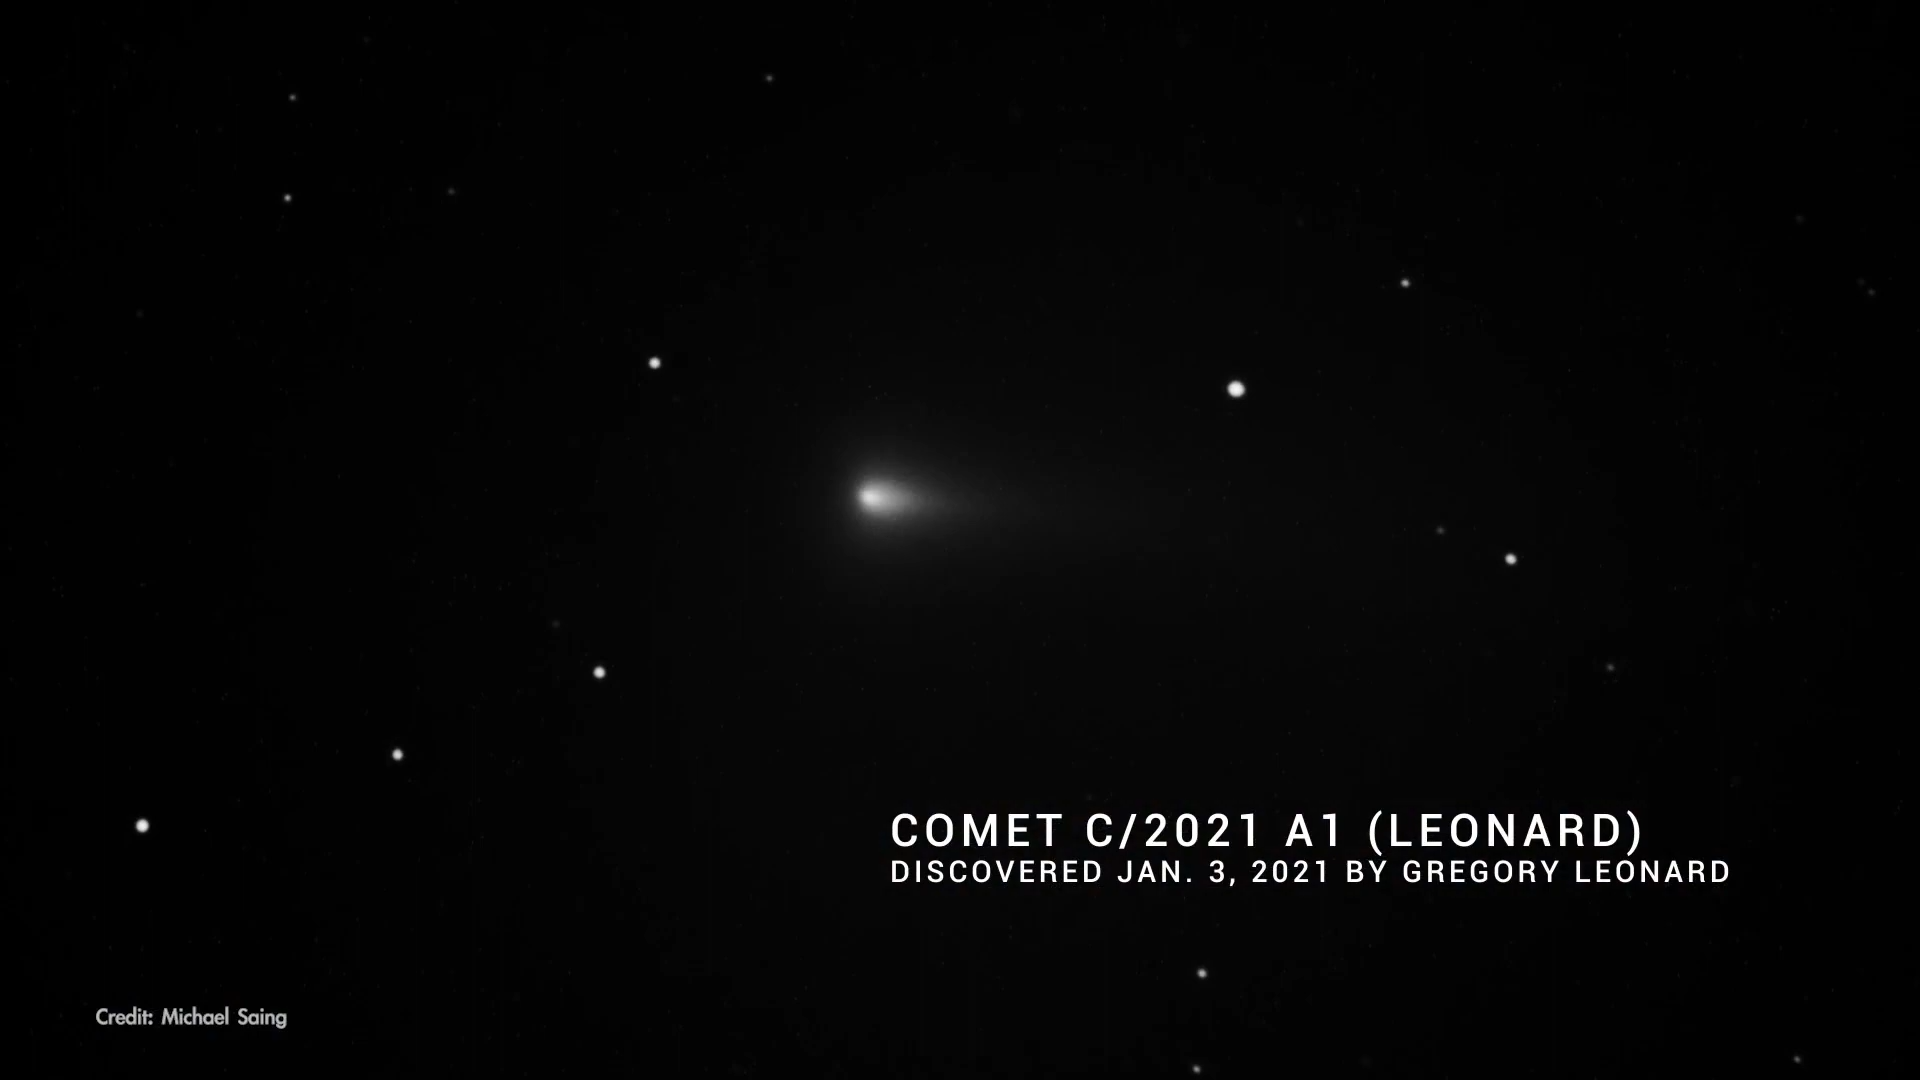 COMET C/2021 A1 (LEONARD)
DISCOVERED JAN. 3, 2021 BY GREGORY LEONARD
Credit: Michael Saing